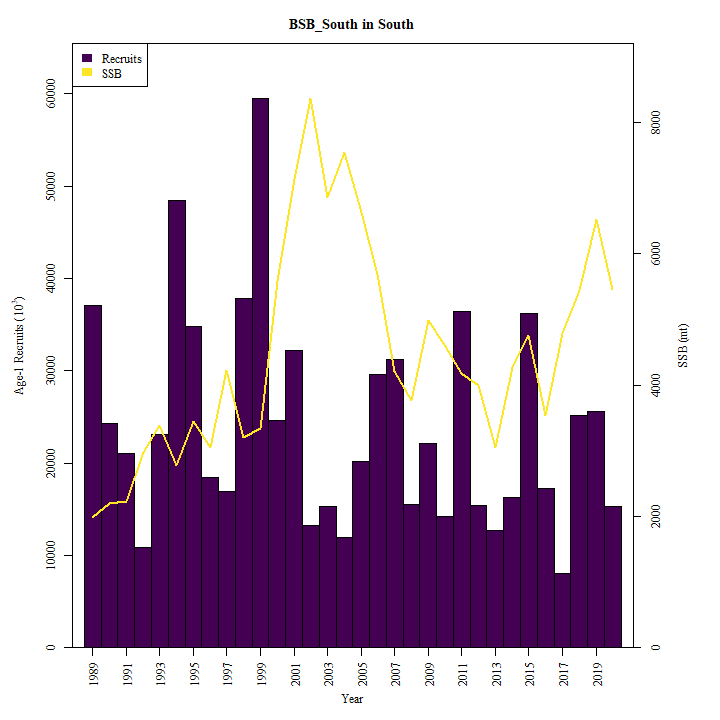 BSB_South in South
Recruits
SSB
Age-1 Recruits (10³)
0
10000
20000
30000
40000
50000
60000
SSB (mt)
0
2000
4000
6000
8000
1989 1991 1993 1995 1997 1999 2001 2003 2005 2007 2009 2011 2013 2015 2017 2019
Year